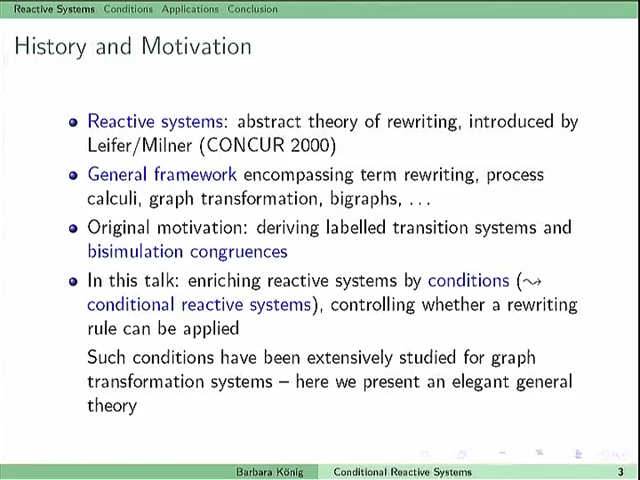 Reactive Systems Conditions Applications Conclusion
History and Motivation
Reactive systems: abstract theory of rewriting, introduced by
Leifer/Milner (CONCUR 2000)
General framework encompassing term rewriting, process
calculi, graph transformation, bigraphs, ...
Original motivation: deriving labelled transition systems and
bisimulation congruences
In this talk: enriching reactive systems by conditions (⇝
conditional reactive systems), controlling whether a rewriting
rule can be applied
Such conditions have been extensively studied for graph
transformation systems – here we present an elegant general
theory
Barbara König Conditional Reactive Systems 3